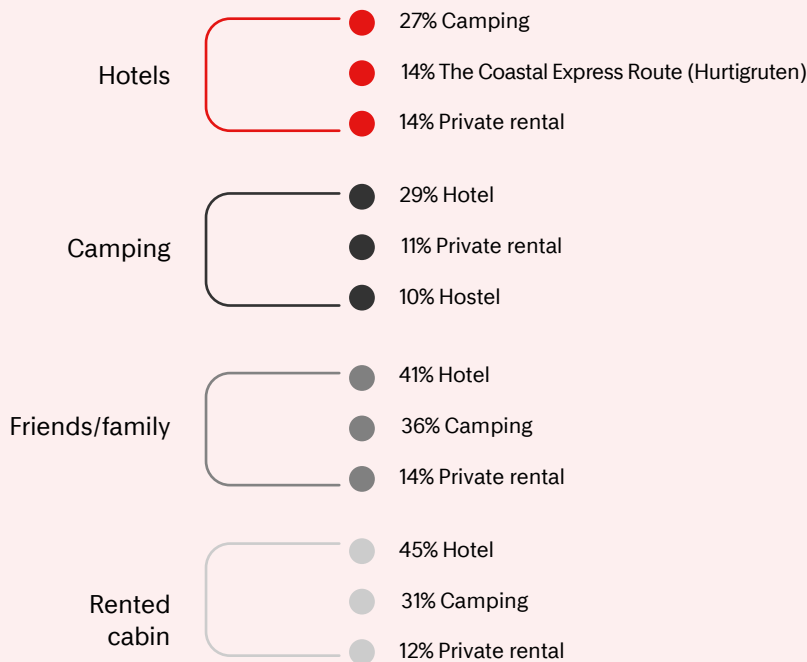 Hotels
27% Camping
14% The Coastal Express Route (Hurtigruten)
14% Private rental
Camping
29% Hotel
11% Private rental
10% Hostel
Friends/family
41% Hotel
36% Camping
14% Private rental
Rented
cabin
45% Hotel
31% Camping
12% Private rental